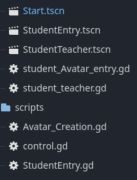 Start.tscn
StudentEntry.tscn
StudentTeacher.tscn
student_Avatar_entry.gd
student_teacher.gd
scripts
Avatar_Creation.gd
control.gd
StudentEntry.gd